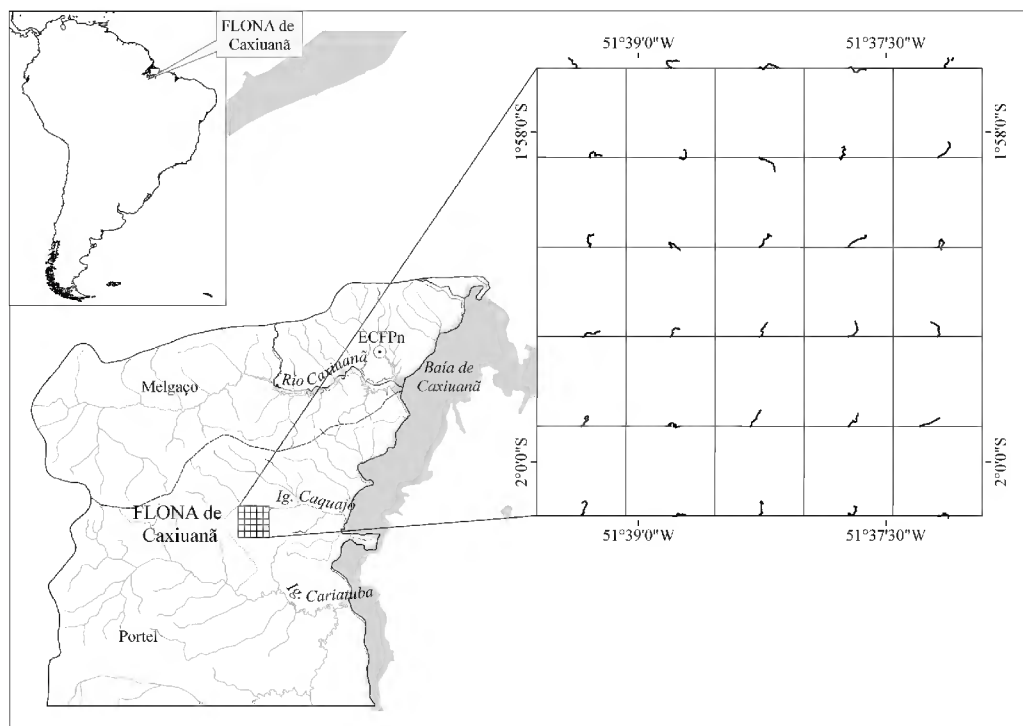 FLONA de
Caxiuanã
51°39'0"W
51°37'30"W
1°58'0"S
1°58'0"S
ECFPn
Rio Caxiuanã
Baía de
Caxiuanã
Melgaço
2°0'0"S
2°0'0"S
Ig. Caquajó
FLONA de
Caxiuanã
51°39'0"W
51°37'30"W
Ig. Cariatuba
Portel